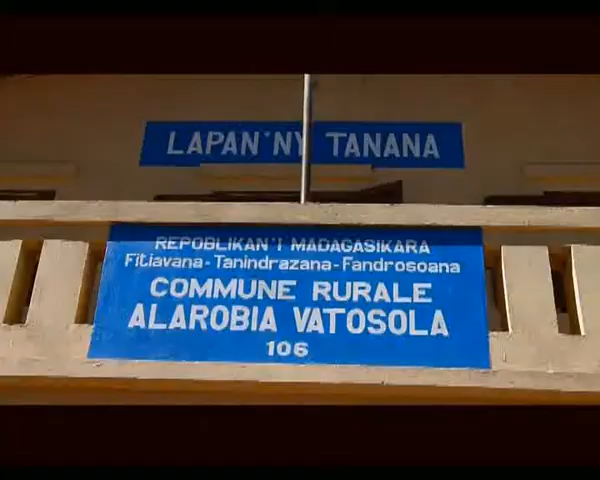 LAPAN'NY TANANA
REPOBLIKAN'I MADAGASIKARA
Fitiavana-Tanindrazana-Fandrosoana
COMMUNE RURALE
ALAROBIA VATOSOLA
106